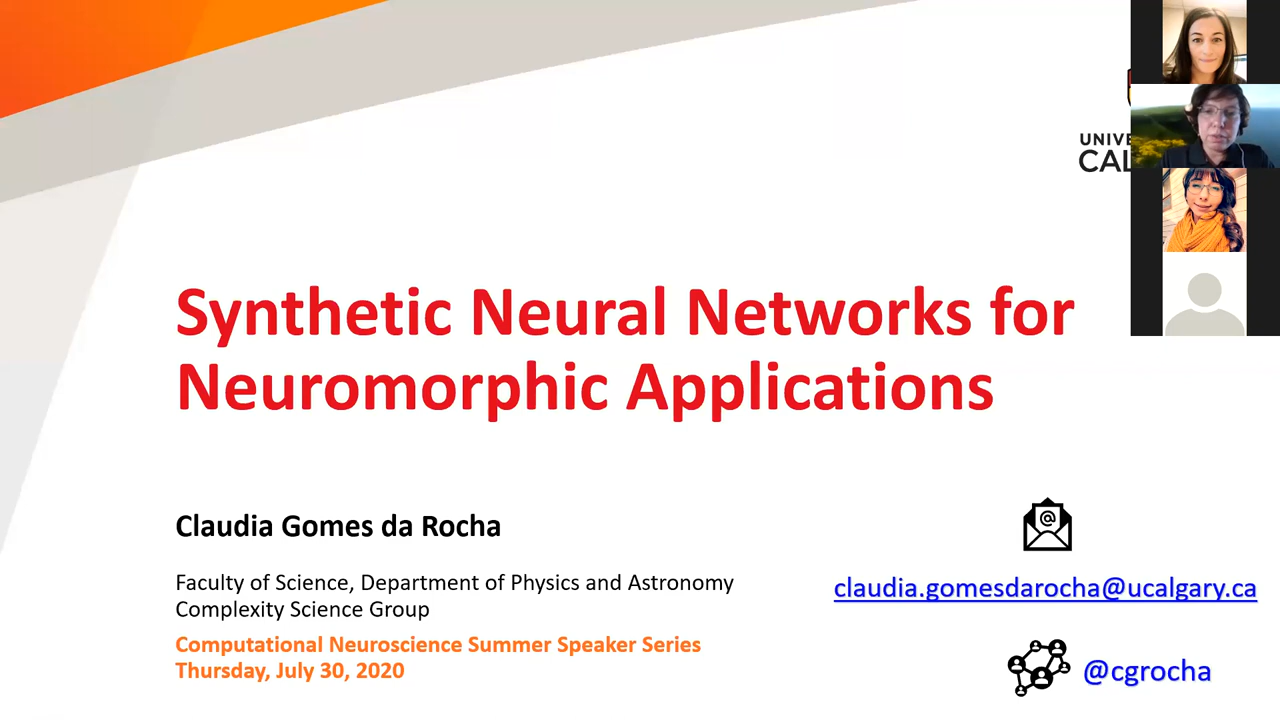 Synthetic Neural Networks for
Neuromorphic Applications
Claudia Gomes da Rocha
Faculty of Science, Department of Physics and Astronomy
Complexity Science Group
Computational Neuroscience Summer Speaker Series
Thursday, July 30, 2020
@
claudia.gomesdarocha@ucalgary.ca
@cgrocha